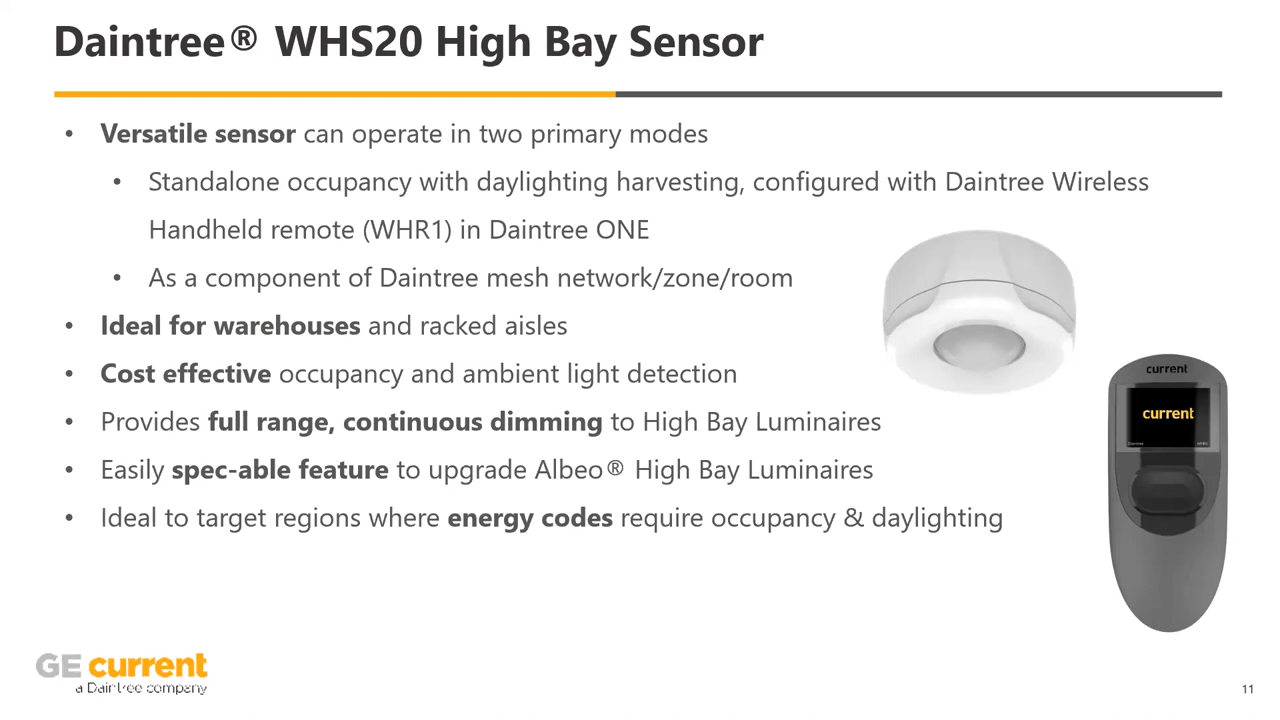 Daintree® WHS20 High Bay Sensor
• Versatile sensor can operate in two primary modes
• Standalone occupancy with daylighting harvesting, configured with Daintree Wireless
Handheld remote (WHR1) in Daintree ONE
• As a component of Daintree mesh network/zone/room
• Ideal for warehouses and racked aisles
• Cost effective occupancy and ambient light detection
• Provides full range, continuous dimming to High Bay Luminaires
• Easily spec-able feature to upgrade Albeo® High Bay Luminaires
• Ideal to target regions where energy codes require occupancy & daylighting
current
current
Daintree WHR1
GE current
a Daintree company
11